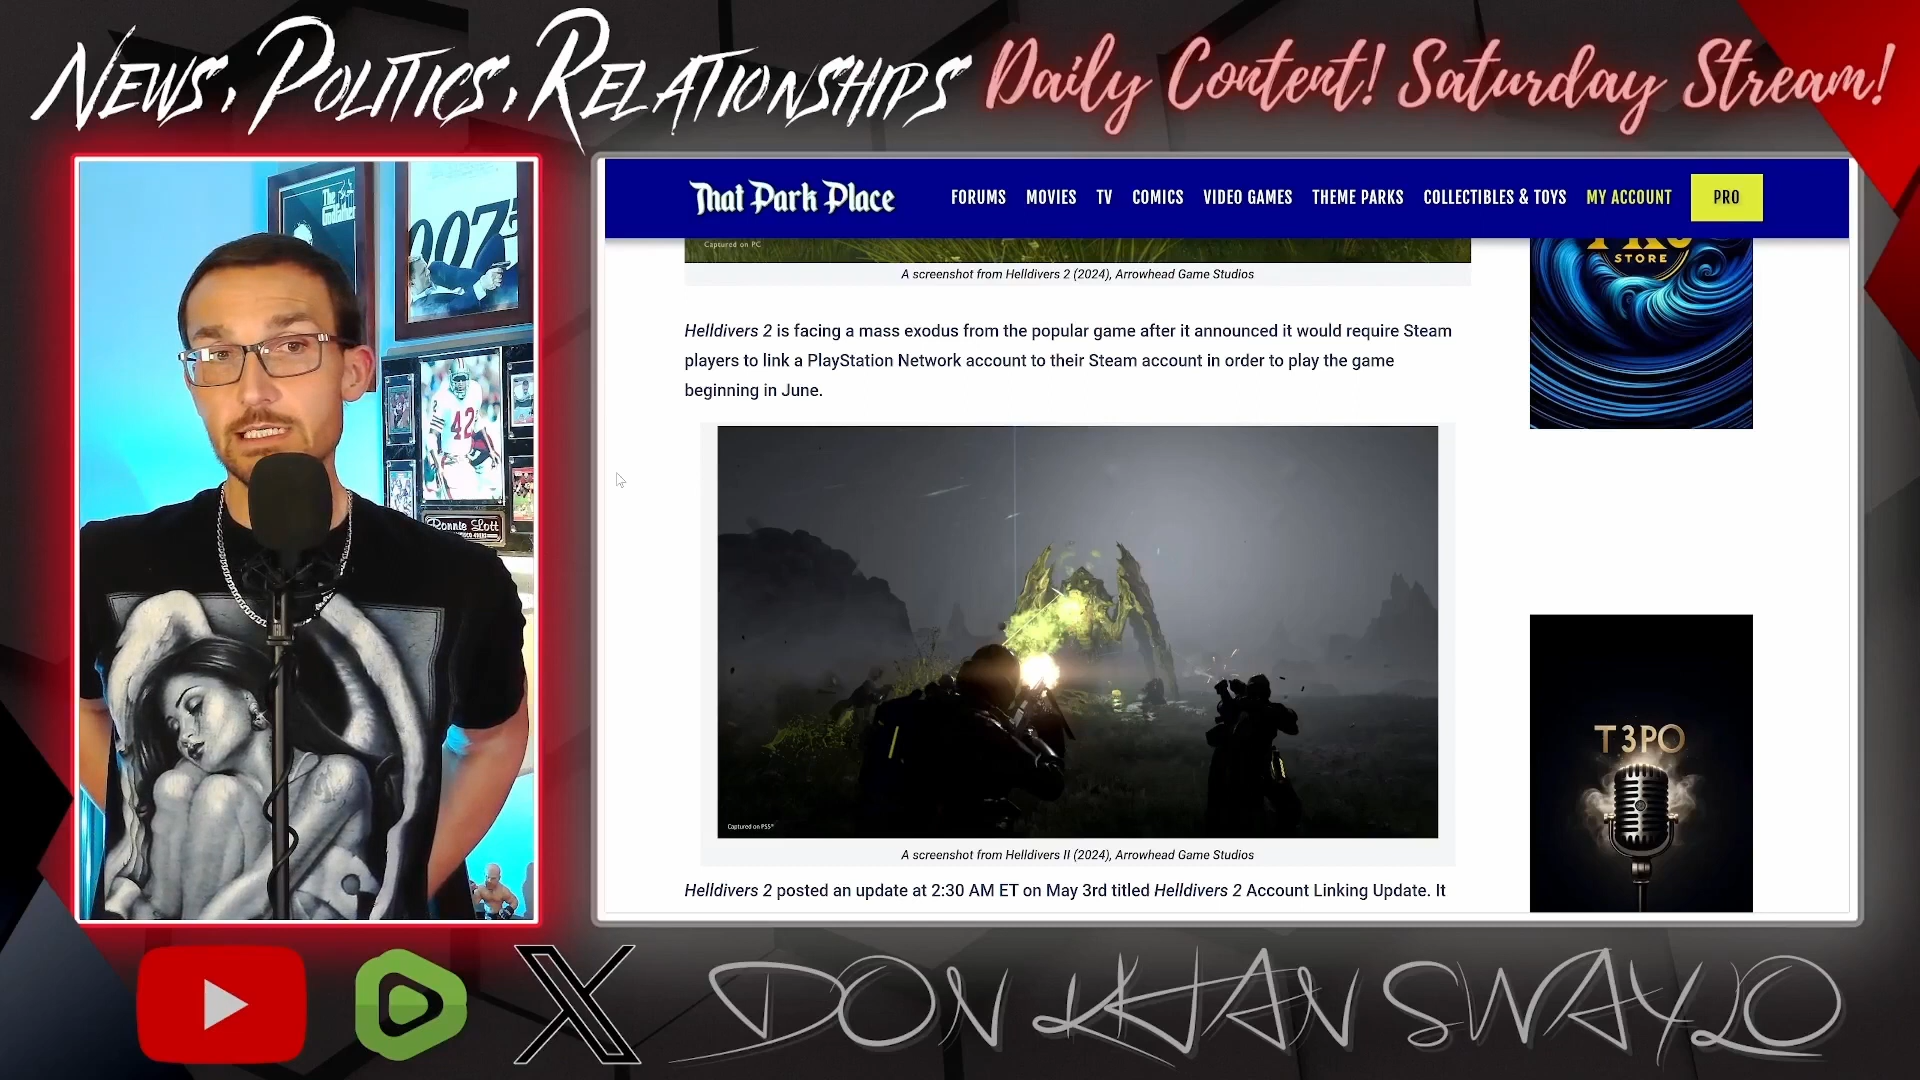 News, Politics, Relationships
Daily Content! Saturday Stream!
The Godfather
007
42
Ronnie Lott
That Park Place
FORUMS MOVIES TV COMICS VIDEO GAMES THEME PARKS COLLECTIBLES & TOYS MY ACCOUNT PRO
Captured on PC
A screenshot from Helldivers 2 (2024), Arrowhead Game Studios
STORE
Helldivers 2 is facing a mass exodus from the popular game after it announced it would require Steam
players to link a PlayStation Network account to their Steam account in order to play the game
beginning in June.
Captured on PS5®
A screenshot from Helldivers II (2024), Arrowhead Game Studios
Helldivers 2 posted an update at 2:30 AM ET on May 3rd titled Helldivers 2 Account Linking Update. It
T3PO
X
DON KHAN SWAYLO